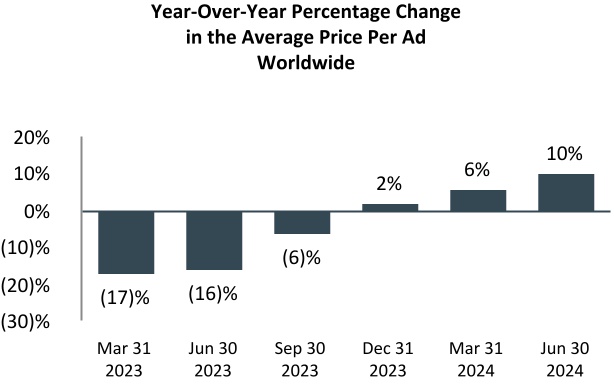 Year-Over-Year Percentage Change
in the Average Price Per Ad
Worldwide
20%
10%
0%
(10)%
(20)%
(30)%
(17)%
(16)%
(6)%
2%
6%
10%
Mar 31 2023
Jun 30 2023
Sep 30 2023
Dec 31 2023
Mar 31 2024
Jun 30 2024